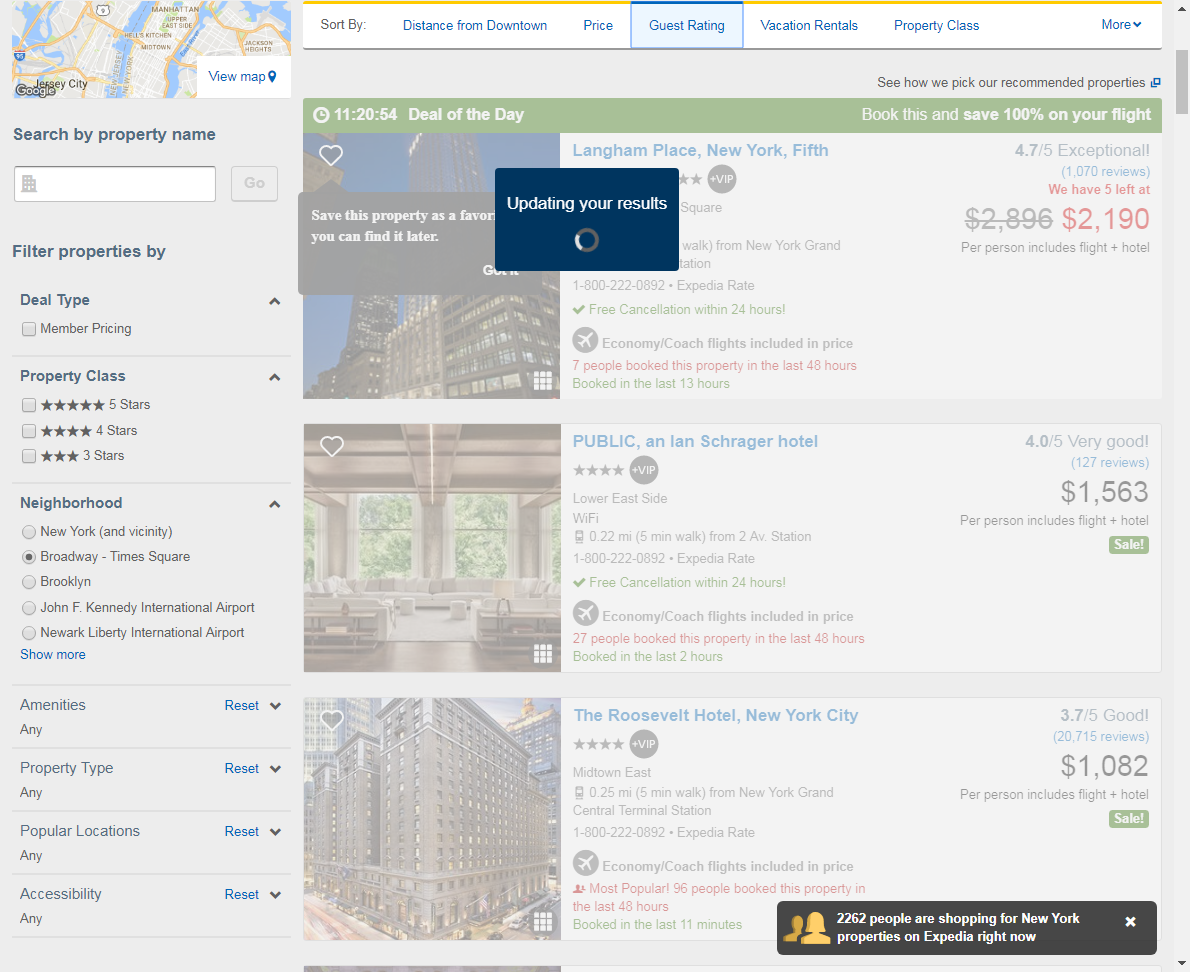 MANHATTAN
UPPER
EAST SIDE
HELL'S KITCHEN
MIDTOWN
JACKSON
HEIGHTS
NEW JERSEY
NEW YORK
9
95
East River
Jersey City
Google
View map
Search by property name
Go
Filter properties by
Deal Type
Member Pricing
Property Class
5 Stars
4 Stars
3 Stars
Neighborhood
New York (and vicinity)
Broadway - Times Square
Brooklyn
John F. Kennedy International Airport
Newark Liberty International Airport
Show more
Amenities Reset
Any
Property Type Reset
Any
Popular Locations Reset
Any
Accessibility Reset
Any
Sort By: Distance from Downtown Price Guest Rating Vacation Rentals Property Class More
See how we pick our recommended properties
11:20:54 Deal of the Day Book this and save 100% on your flight
Save this property as a favor
you can find it later.
Got it
Updating your results
Langham Place, New York, Fifth
+VIP
Square
walk) from New York Grand
tation
1-800-222-0892 • Expedia Rate
Free Cancellation within 24 hours!
Economy/Coach flights included in price
7 people booked this property in the last 48 hours
Booked in the last 13 hours
4.7/5 Exceptional!
(1,070 reviews)
We have 5 left at
$2,896 $2,190
Per person includes flight + hotel
PUBLIC, an Ian Schrager hotel
+VIP
Lower East Side
WiFi
0.22 mi (5 min walk) from 2 Av. Station
1-800-222-0892 • Expedia Rate
Free Cancellation within 24 hours!
Economy/Coach flights included in price
27 people booked this property in the last 48 hours
Booked in the last 2 hours
4.0/5 Very good!
(127 reviews)
$1,563
Per person includes flight + hotel
Sale!
The Roosevelt Hotel, New York City
+VIP
Midtown East
0.25 mi (5 min walk) from New York Grand
Central Terminal Station
1-800-222-0892 • Expedia Rate
Economy/Coach flights included in price
Most Popular! 96 people booked this property in
the last 48 hours
Booked in the last 11 minutes
3.7/5 Good!
(20,715 reviews)
$1,082
Per person includes flight + hotel
Sale!
2262 people are shopping for New York
properties on Expedia right now